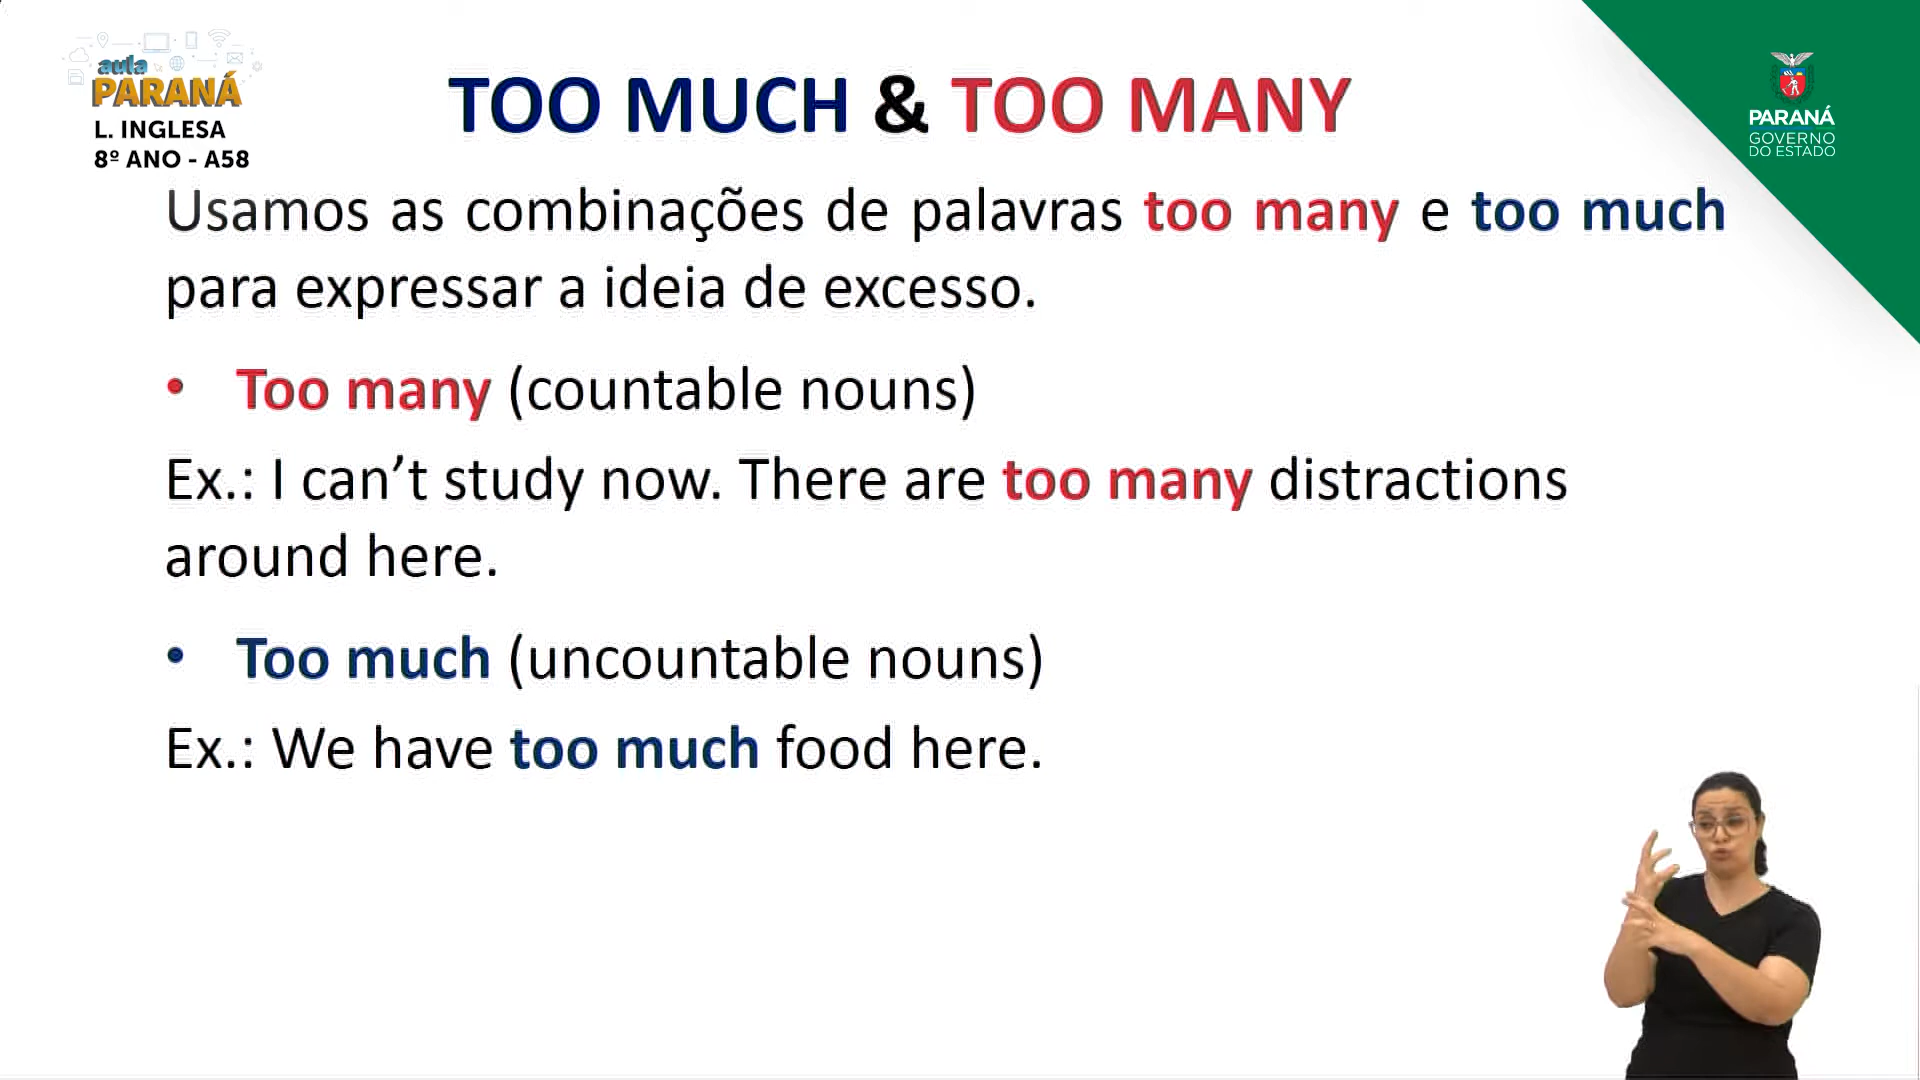 aula
PARANÁ
L. INGLESA
8º ANO - A58
TOO MUCH & TOO MANY
PARANÁ
GOVERNO
DO ESTADO
Usamos as combinações de palavras too many e too much
para expressar a ideia de excesso.
• Too many (countable nouns)
Ex.: I can’t study now. There are too many distractions
around here.
• Too much (uncountable nouns)
Ex.: We have too much food here.